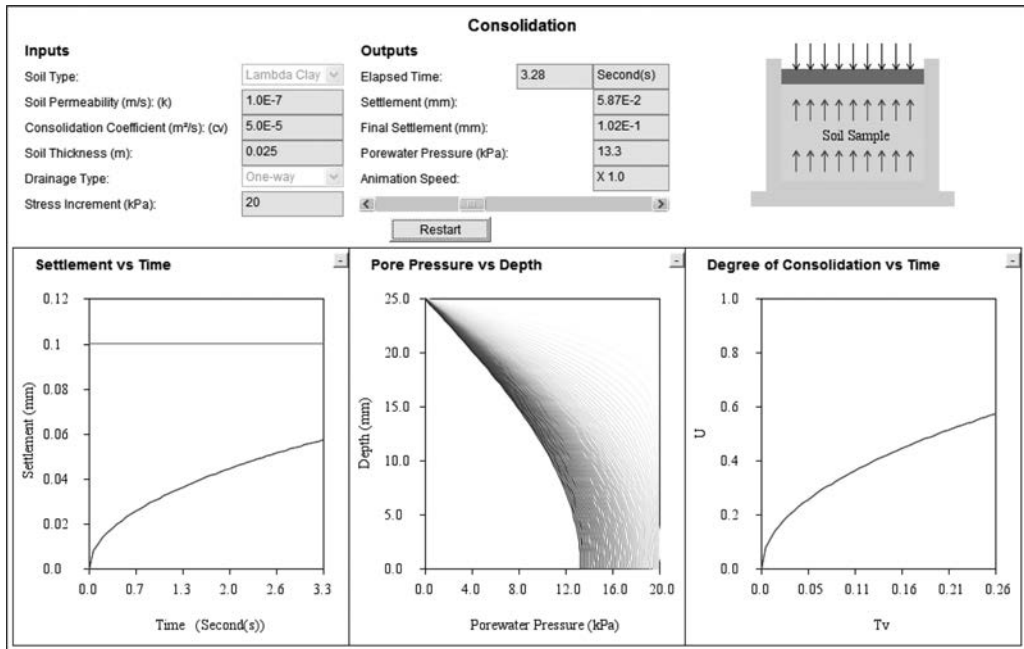 Consolidation
Inputs
Soil Type: Lambda Clay
Soil Permeability (m/s): (k) 1.0E-7
Consolidation Coefficient (m²/s): (cv) 5.0E-5
Soil Thickness (m): 0.025
Drainage Type: One-way
Stress Increment (kPa): 20
Outputs
Elapsed Time: 3.28 Second(s)
Settlement (mm): 5.87E-2
Final Settlement (mm): 1.02E-1
Porewater Pressure (kPa): 13.3
Animation Speed: X 1.0
Restart
Soil Sample
Settlement vs Time
-
0.12
0.1
0.08
0.06
0.04
0.02
0.0
Settlement (mm)
0.0 0.7 1.3 2.0 2.6 3.3
Time (Second(s))
Pore Pressure vs Depth
-
25.0
20.0
15.0
10.0
5.0
0.0
Depth (mm)
0.0 4.0 8.0 12.0 16.0 20.0
Porewater Pressure (kPa)
Degree of Consolidation vs Time
-
1.0
0.8
0.6
0.4
0.2
0.0
U
0.0 0.05 0.11 0.16 0.21 0.26
Tv